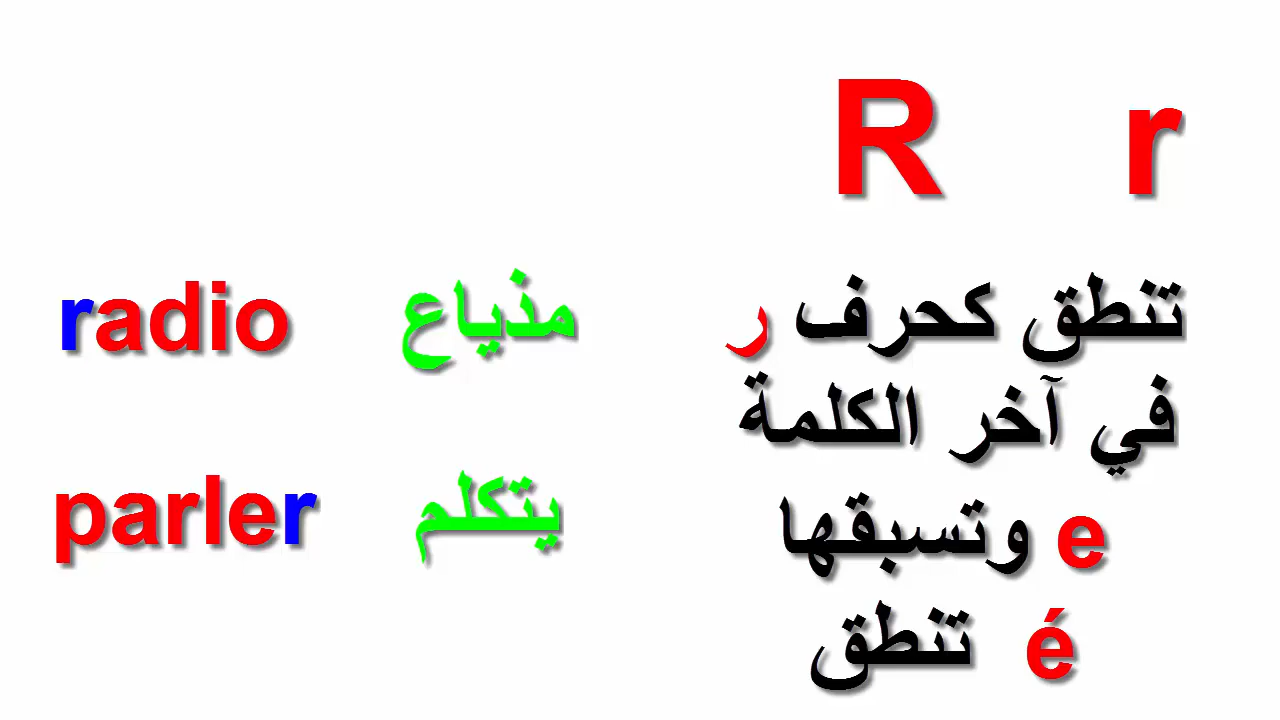 R r
تنطق كحرف ر
في آخر الكلمة
وتسبقها e
تنطق é
radio مذياع
parler يتكلم